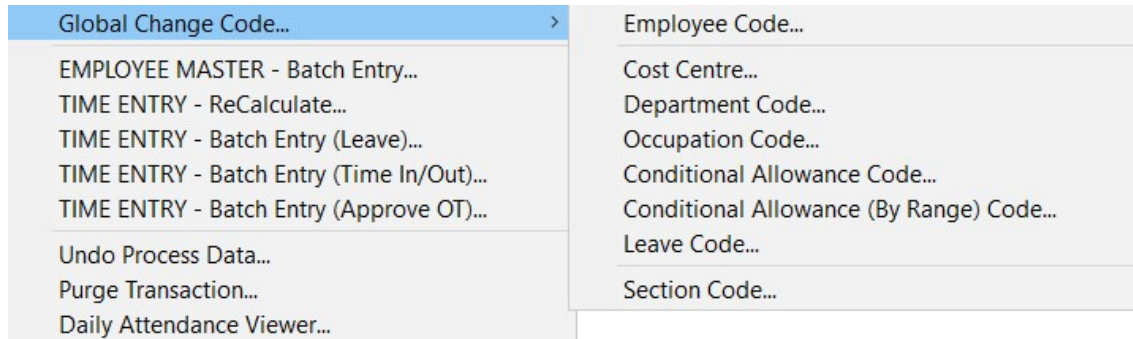 Global Change Code...
EMPLOYEE MASTER - Batch Entry...
TIME ENTRY - ReCalculate...
TIME ENTRY - Batch Entry (Leave)...
TIME ENTRY - Batch Entry (Time In/Out)...
TIME ENTRY - Batch Entry (Approve OT)...
Undo Process Data...
Purge Transaction...
Daily Attendance Viewer...
Employee Code...
Cost Centre...
Department Code...
Occupation Code...
Conditional Allowance Code...
Conditional Allowance (By Range) Code...
Leave Code...
Section Code...